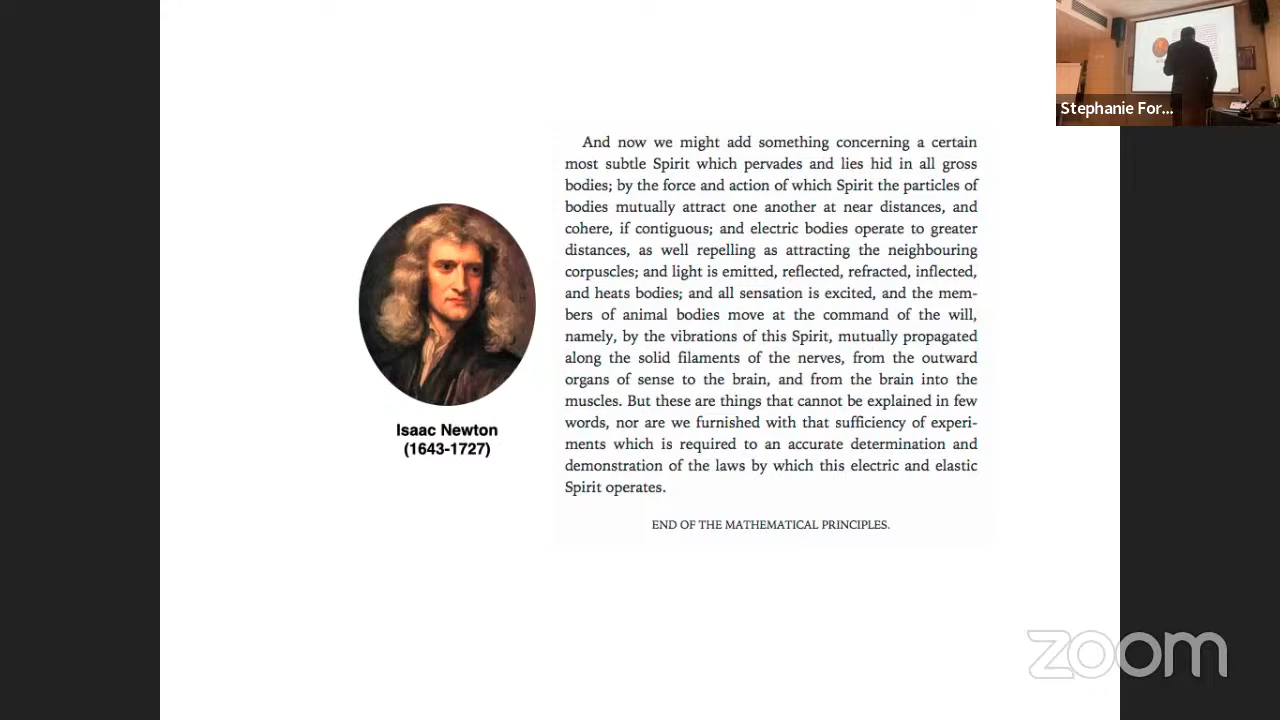 Stephanie For...
And now we might add something concerning a certain
most subtle Spirit which pervades and lies hid in all gross
bodies; by the force and action of which Spirit the particles of
bodies mutually attract one another at near distances, and
cohere, if contiguous; and electric bodies operate to greater
distances, as well repelling as attracting the neighbouring
corpuscles; and light is emitted, reflected, refracted, inflected,
and heats bodies; and all sensation is excited, and the mem-
bers of animal bodies move at the command of the will,
namely, by the vibrations of this Spirit, mutually propagated
along the solid filaments of the nerves, from the outward
organs of sense to the brain, and from the brain into the
muscles. But these are things that cannot be explained in few
words, nor are we furnished with that sufficiency of experi-
ments which is required to an accurate determination and
demonstration of the laws by which this electric and elastic
Spirit operates.
END OF THE MATHEMATICAL PRINCIPLES.
Isaac Newton
(1643-1727)
zoom